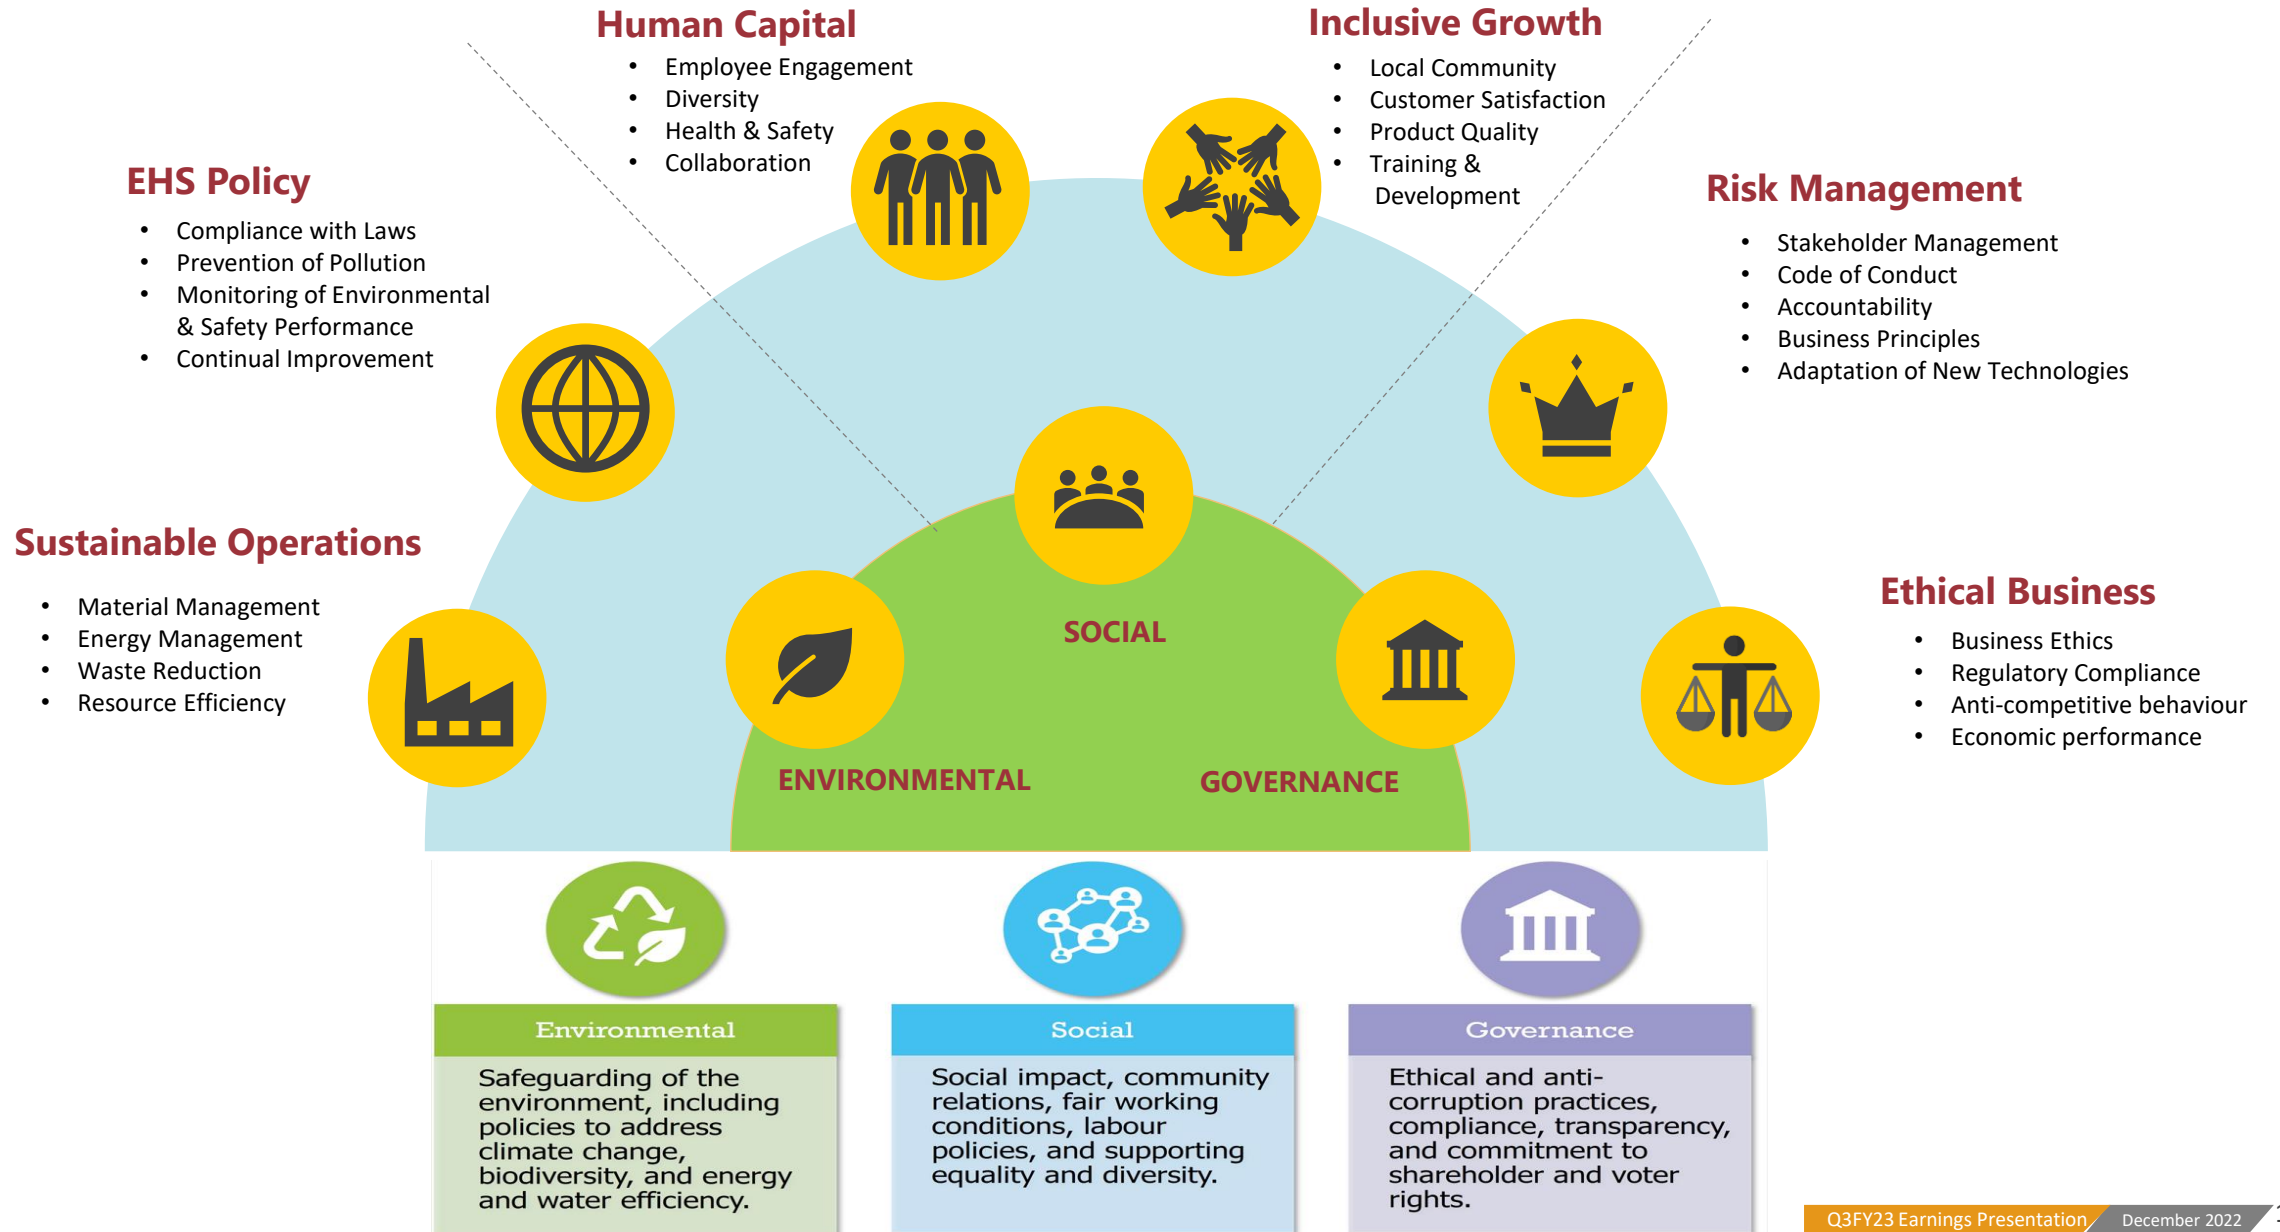 Human Capital
• Employee Engagement
• Diversity
• Health & Safety
• Collaboration
Inclusive Growth
• Local Community
• Customer Satisfaction
• Product Quality
• Training &
Development
EHS Policy
• Compliance with Laws
• Prevention of Pollution
• Monitoring of Environmental
& Safety Performance
• Continual Improvement
Risk Management
• Stakeholder Management
• Code of Conduct
• Accountability
• Business Principles
• Adaptation of New Technologies
Sustainable Operations
• Material Management
• Energy Management
• Waste Reduction
• Resource Efficiency
Ethical Business
• Business Ethics
• Regulatory Compliance
• Anti-competitive behaviour
• Economic performance
SOCIAL
ENVIRONMENTAL
GOVERNANCE
Environmental
Safeguarding of the
environment, including
policies to address
climate change,
biodiversity, and energy
and water efficiency.
Social
Social impact, community
relations, fair working
conditions, labour
policies, and supporting
equality and diversity.
Governance
Ethical and anti-
corruption practices,
compliance, transparency,
and commitment to
shareholder and voter
rights.
Q3FY23 Earnings Presentation
December 2022